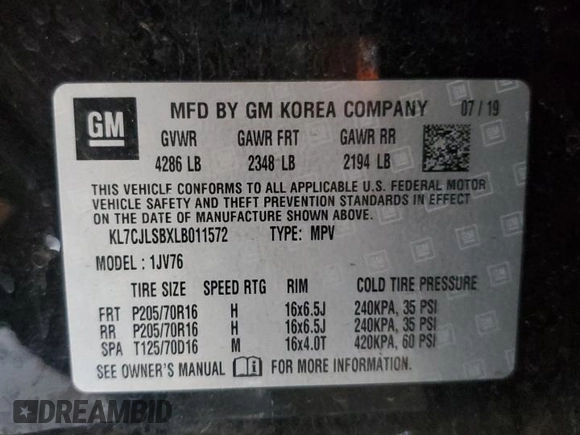 GM MFD BY GM KOREA COMPANY 07/19
GVWR GAWR FRT GAWR RR
4286 LB 2348 LB 2194 LB
THIS VEHICLE CONFORMS TO ALL APPLICABLE U.S. FEDERAL MOTOR
VEHICLE SAFETY AND THEFT PREVENTION STANDARDS IN EFFECT
ON THE DATE OF MANUFACTURE SHOWN ABOVE.
KL7CJLSBXLB011572 TYPE: MPV
MODEL: 1JV76
TIRE SIZE SPEED RTG RIM COLD TIRE PRESSURE
FRT P205/70R16 H 16x6.5J 240KPA, 35 PSI
RR P205/70R16 H 16x6.5J 240KPA, 35 PSI
SPA T125/70D16 M 16x4.0T 420KPA, 60 PSI
SEE OWNER'S MANUAL FOR MORE INFORMATION.
DREAMBID